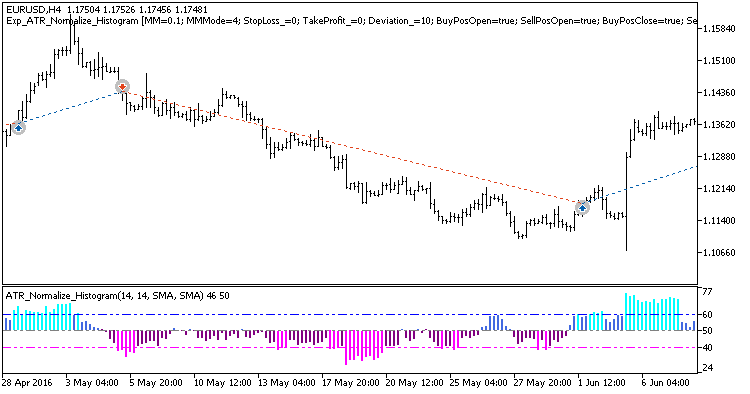 EURUSD,H4 1.17504 1.17526 1.17456 1.17481
Exp_ATR_Normalize_Histogram [MM=0.1; MMMode=4; StopLoss_=0; TakeProfit_=0; Deviation_=10; BuyPosOpen=true; SellPosOpen=true; BuyPosClose=true; Se
1.15840
1.15100
1.14360
1.13620
1.12880
1.12140
1.11400
1.10660
ATR_Normalize_Histogram(14, 14, SMA, SMA) 46 50
77
60
50
40
24
28 Apr 2016
3 May 04:00
5 May 20:00
10 May 12:00
13 May 04:00
17 May 20:00
20 May 12:00
25 May 04:00
27 May 20:00
1 Jun 12:00
6 Jun 04:00